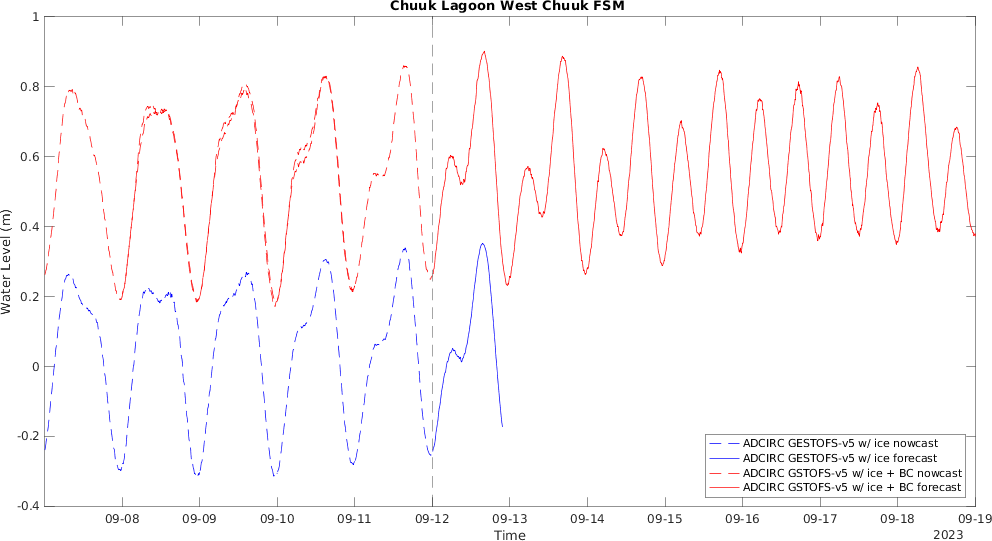 Chuuk Lagoon West Chuuk FSM
Water Level (m)
1
0.8
0.6
0.4
0.2
0
-0.2
-0.4
09-08 09-09 09-10 09-11 09-12 09-13 09-14 09-15 09-16 09-17 09-18 09-19
Time
2023
ADCIRC GESTOFS-v5 w/ ice nowcast
ADCIRC GESTOFS-v5 w/ ice forecast
ADCIRC GSTOFS-v5 w/ ice + BC nowcast
ADCIRC GSTOFS-v5 w/ ice + BC forecast